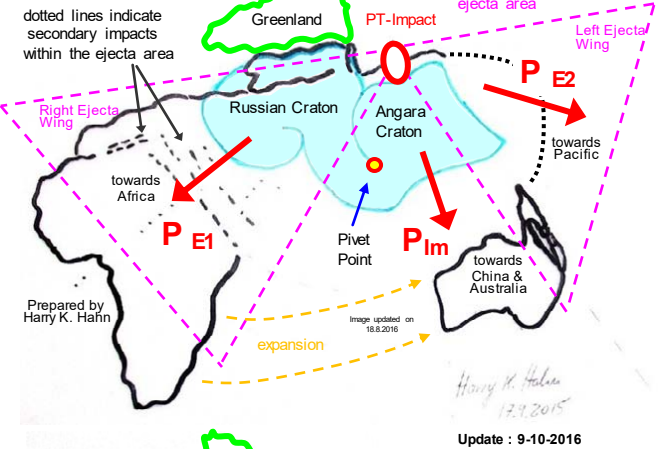 ejecta area
dotted lines indicate
secondary impacts
within the ejecta area
Greenland
PT-Impact
Left Ejecta
Wing
P E2
Right Ejecta
Wing
Russian Craton
Angara
Craton
towards
Pacific
towards
Africa
P E1
Pivet
Point
P Im
towards
China &
Australia
Prepared by
Harry K. Hahn
Image updated on
18.8.2016
expansion
Harry K. Hahn
17.9.2015
Update : 9-10-2016